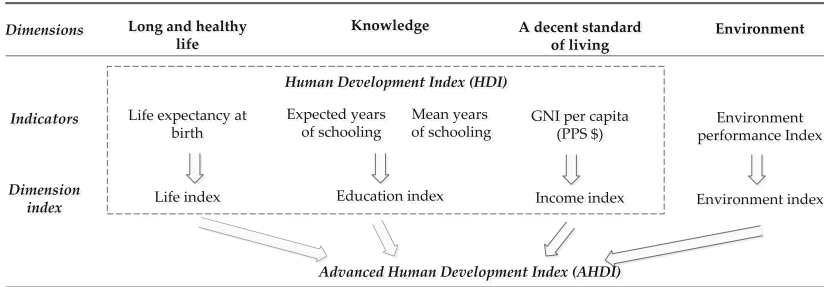 Dimensions
Long and healthy
life
Knowledge
A decent standard
of living
Environment
Human Development Index (HDI)
Indicators
Life expectancy at
birth
Expected years
of schooling
Mean years
of schooling
GNI per capita
(PPS $)
Environment
performance Index
Dimension
index
Life index
Education index
Income index
Environment index
Advanced Human Development Index (AHDI)